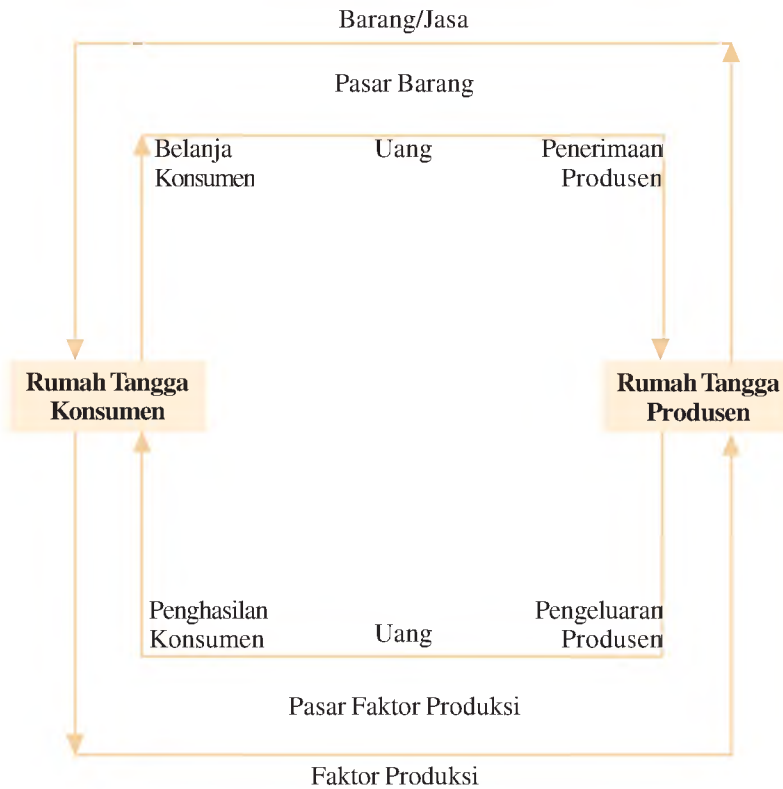 Barang/Jasa
Pasar Barang
Belanja
Konsumen
Uang
Penerimaan
Produsen
Rumah Tangga
Konsumen
Rumah Tangga
Produsen
Penghasilan
Konsumen
Uang
Pengeluaran
Produsen
Pasar Faktor Produksi
Faktor Produksi